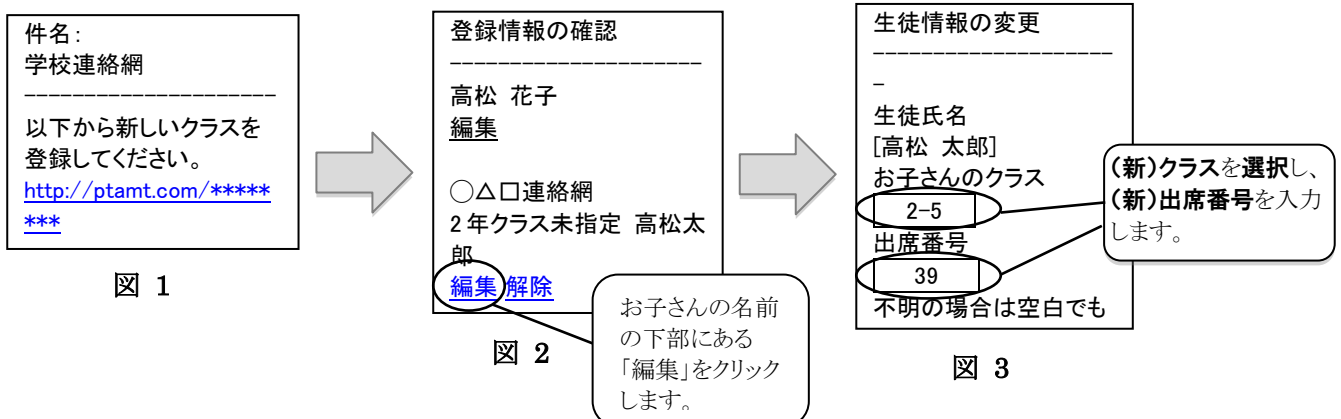 件名:
学校連絡網
---------------------
以下から新しいクラスを
登録してください。
http://ptamt.com/*****
***
図 1
登録情報の確認
---------------------
高松 花子
編集
○△□連絡網
2年クラス未指定 高松太
郎
編集 解除
お子さんの名前
の下部にある
「編集」をクリック
します。
図 2
生徒情報の変更
--------------------
-
生徒氏名
[高松 太郎]
お子さんのクラス
2-5
出席番号
39
不明の場合は空白でも
(新)クラスを選択し、
(新)出席番号を入力
します。
図 3